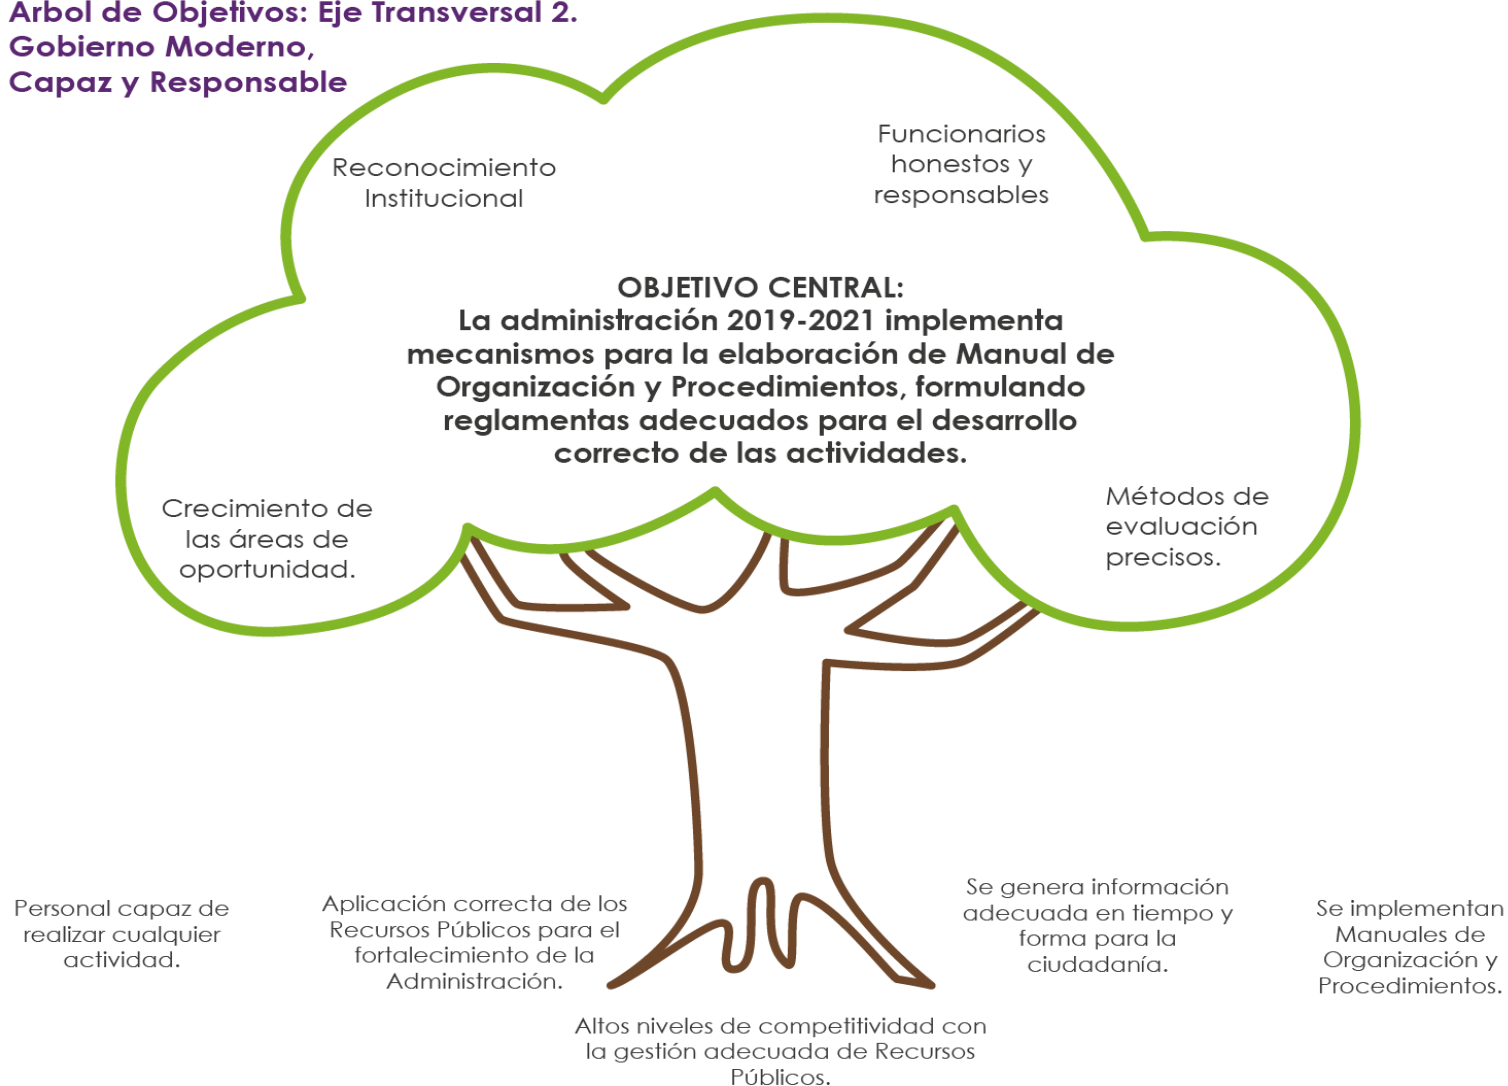 Arbol de Objetivos: Eje Transversal 2.
Gobierno Moderno,
Capaz y Responsable
Reconocimiento
Institucional
Funcionarios
honestos y
responsables
OBJETIVO CENTRAL:
La administración 2019-2021 implementa
mecanismos para la elaboración de Manual de
Organización y Procedimientos, formulando
reglamentas adecuados para el desarrollo
correcto de las actividades.
Crecimiento de
las áreas de
oportunidad.
Métodos de
evaluación
precisos.
Personal capaz de
realizar cualquier
actividad.
Aplicación correcta de los
Recursos Públicos para el
fortalecimiento de la
Administración.
Altos niveles de competitividad con
la gestión adecuada de Recursos
Públicos.
Se genera información
adecuada en tiempo y
forma para la
ciudadanía.
Se implementan
Manuales de
Organización y
Procedimientos.